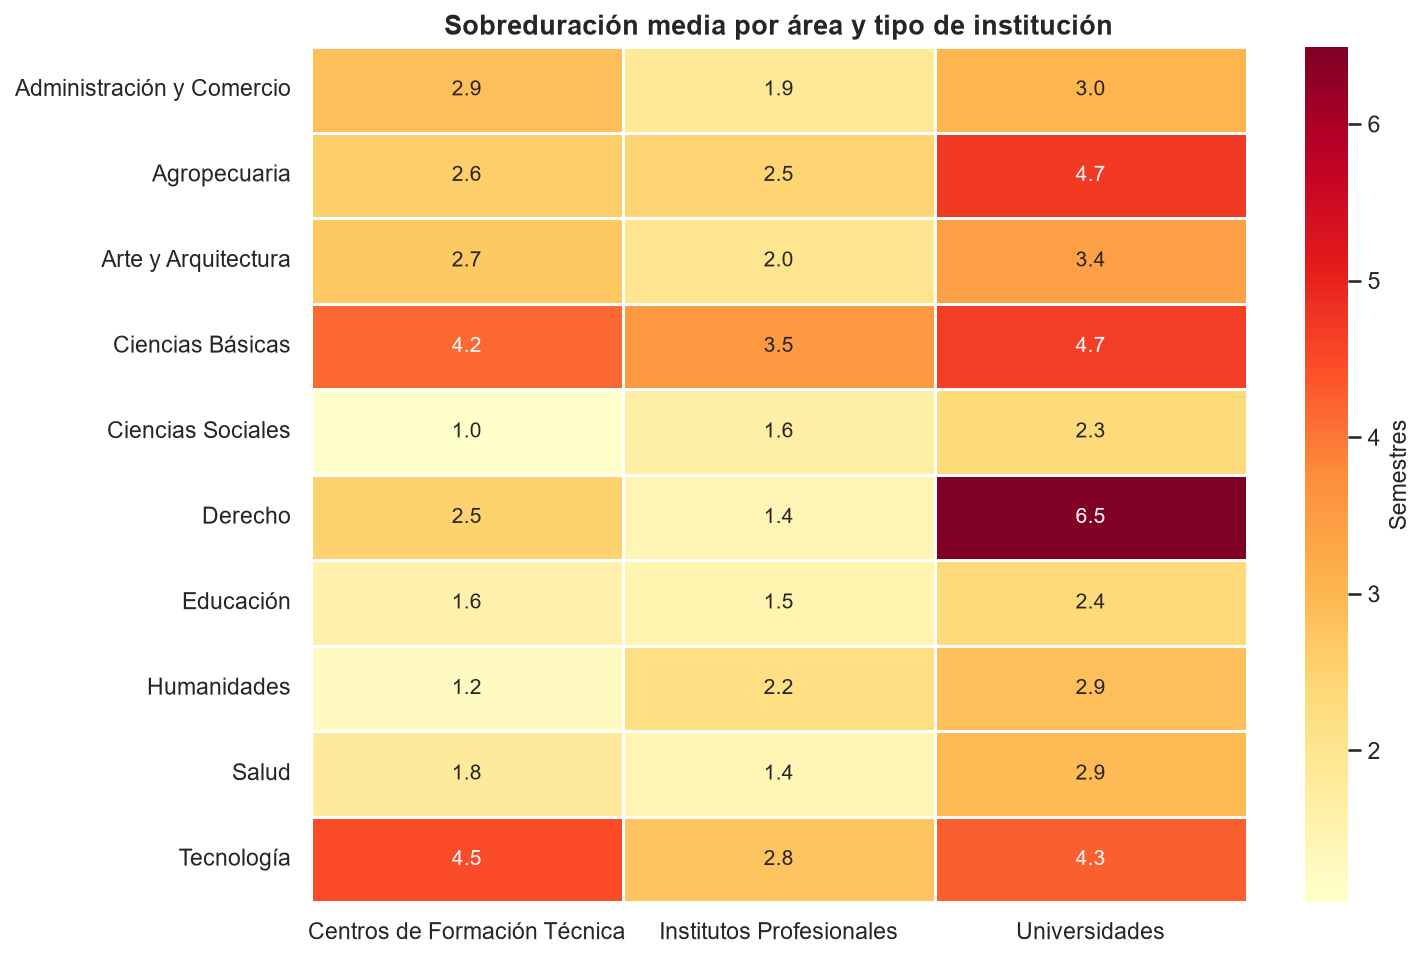 Sobreduración media por área y tipo de institución
Administración y Comercio 2.9 1.9 3.0
Agropecuaria 2.6 2.5 4.7
Arte y Arquitectura 2.7 2.0 3.4
Ciencias Básicas 4.2 3.5 4.7
Ciencias Sociales 1.0 1.6 2.3
Derecho 2.5 1.4 6.5
Educación 1.6 1.5 2.4
Humanidades 1.2 2.2 2.9
Salud 1.8 1.4 2.9
Tecnología 4.5 2.8 4.3
Centros de Formación Técnica Institutos Profesionales Universidades
6
5
4
3
2
Semestres